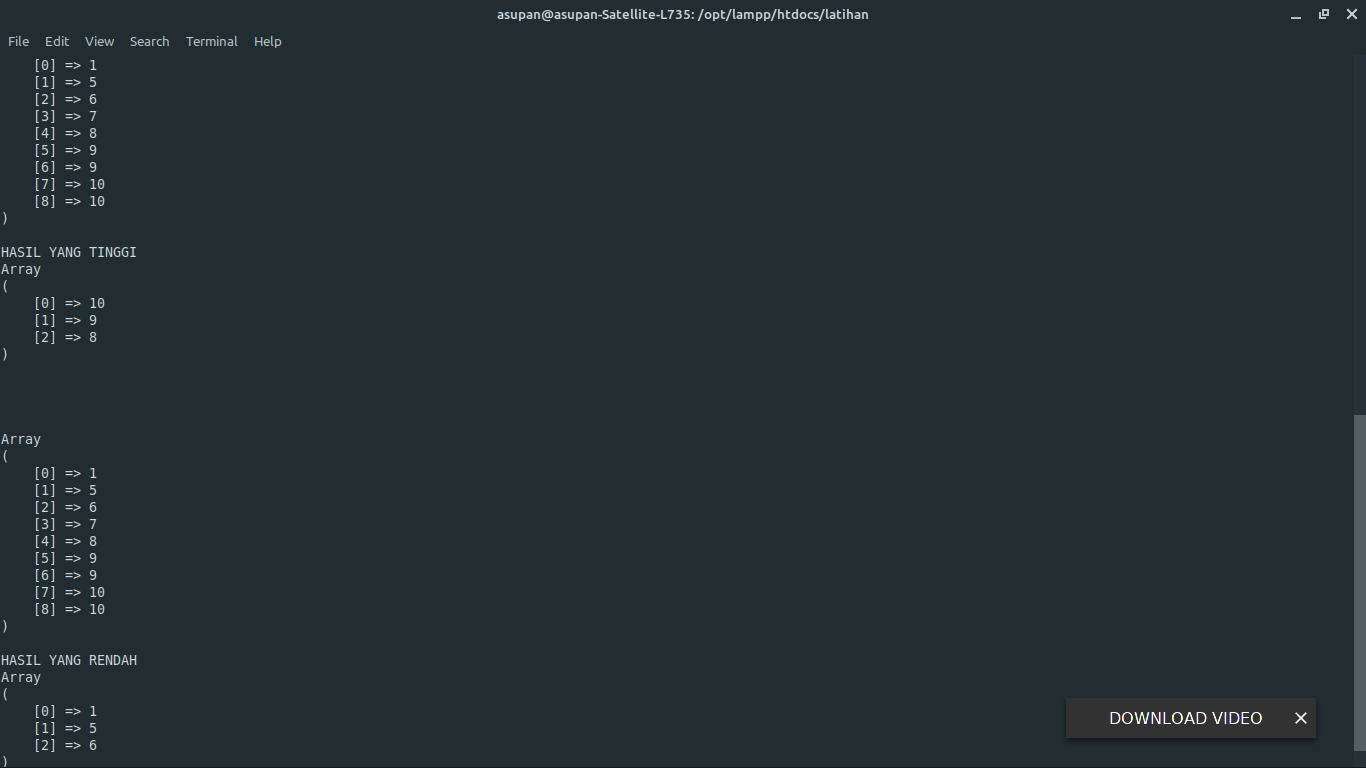 asupan@asupan-Satellite-L735: /opt/lampp/htdocs/latihan
File Edit View Search Terminal Help
    [0] => 1
    [1] => 5
    [2] => 6
    [3] => 7
    [4] => 8
    [5] => 9
    [6] => 9
    [7] => 10
    [8] => 10
)
HASIL YANG TINGGI
Array
(
    [0] => 10
    [1] => 9
    [2] => 8
)
Array
(
    [0] => 1
    [1] => 5
    [2] => 6
    [3] => 7
    [4] => 8
    [5] => 9
    [6] => 9
    [7] => 10
    [8] => 10
)
HASIL YANG RENDAH
Array
(
    [0] => 1
    [1] => 5
    [2] => 6
)
DOWNLOAD VIDEO